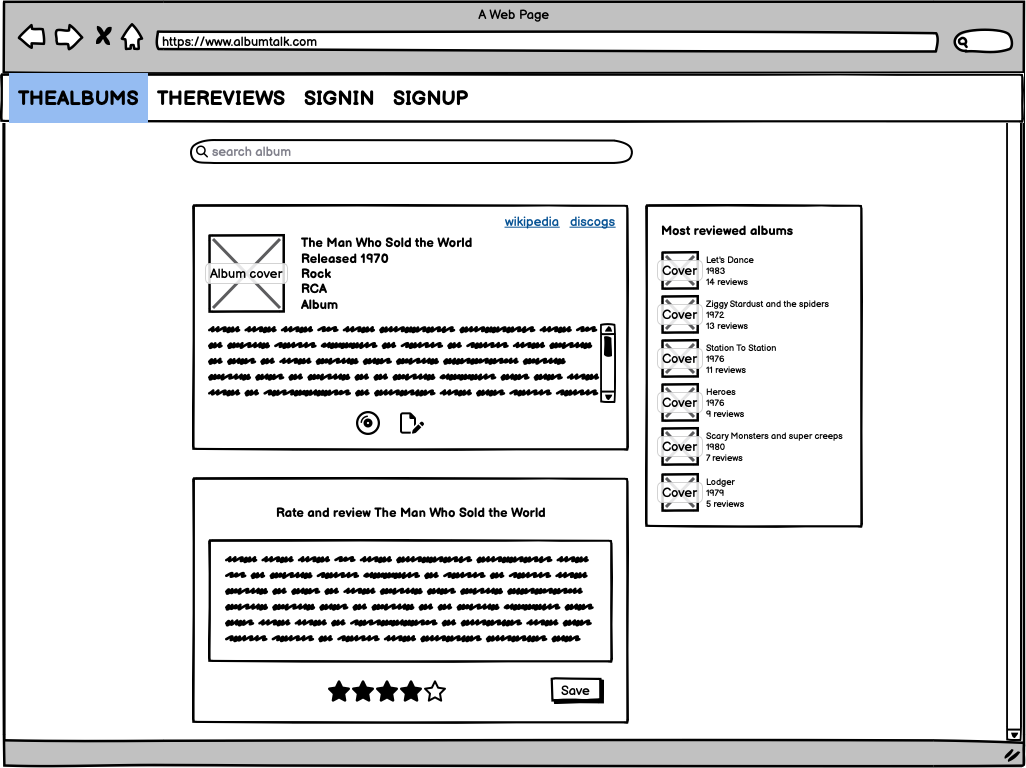 A Web Page
https://www.albumtalk.com
THEALBUMS THEREVIEWS SIGNIN SIGNUP
search album
wikipedia discogs
Album cover
The Man Who Sold the World
Released 1970
Rock
RCA
Album
Rate and review The Man Who Sold the World
Save
Most reviewed albums
Cover
Let's Dance
1983
14 reviews
Cover
Ziggy Stardust and the spiders
1972
13 reviews
Cover
Station To Station
1976
11 reviews
Cover
Heroes
1976
9 reviews
Cover
Scary Monsters and super creeps
1980
7 reviews
Cover
Lodger
1979
5 reviews